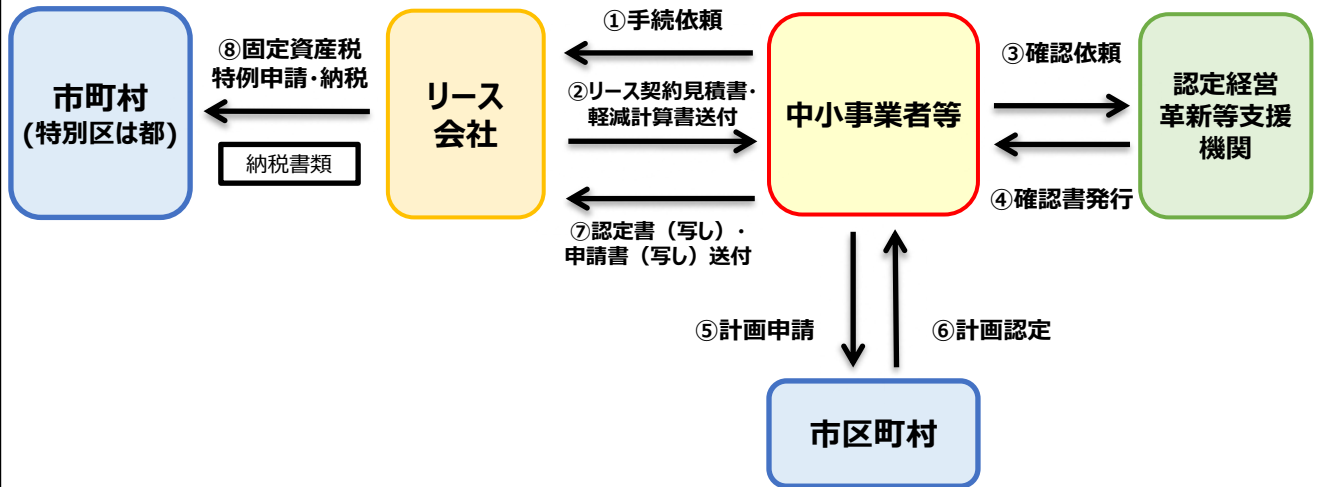 ①手続依頼
⑧固定資産税
特例申請・納税
③確認依頼
市町村
(特別区は都)
リース
会社
②リース契約見積書・
軽減計算書送付
中小事業者等
認定経営
革新等支援
機関
納税書類
④確認書発行
⑦認定書（写し）・
申請書（写し）送付
⑤計画申請
⑥計画認定
市区町村